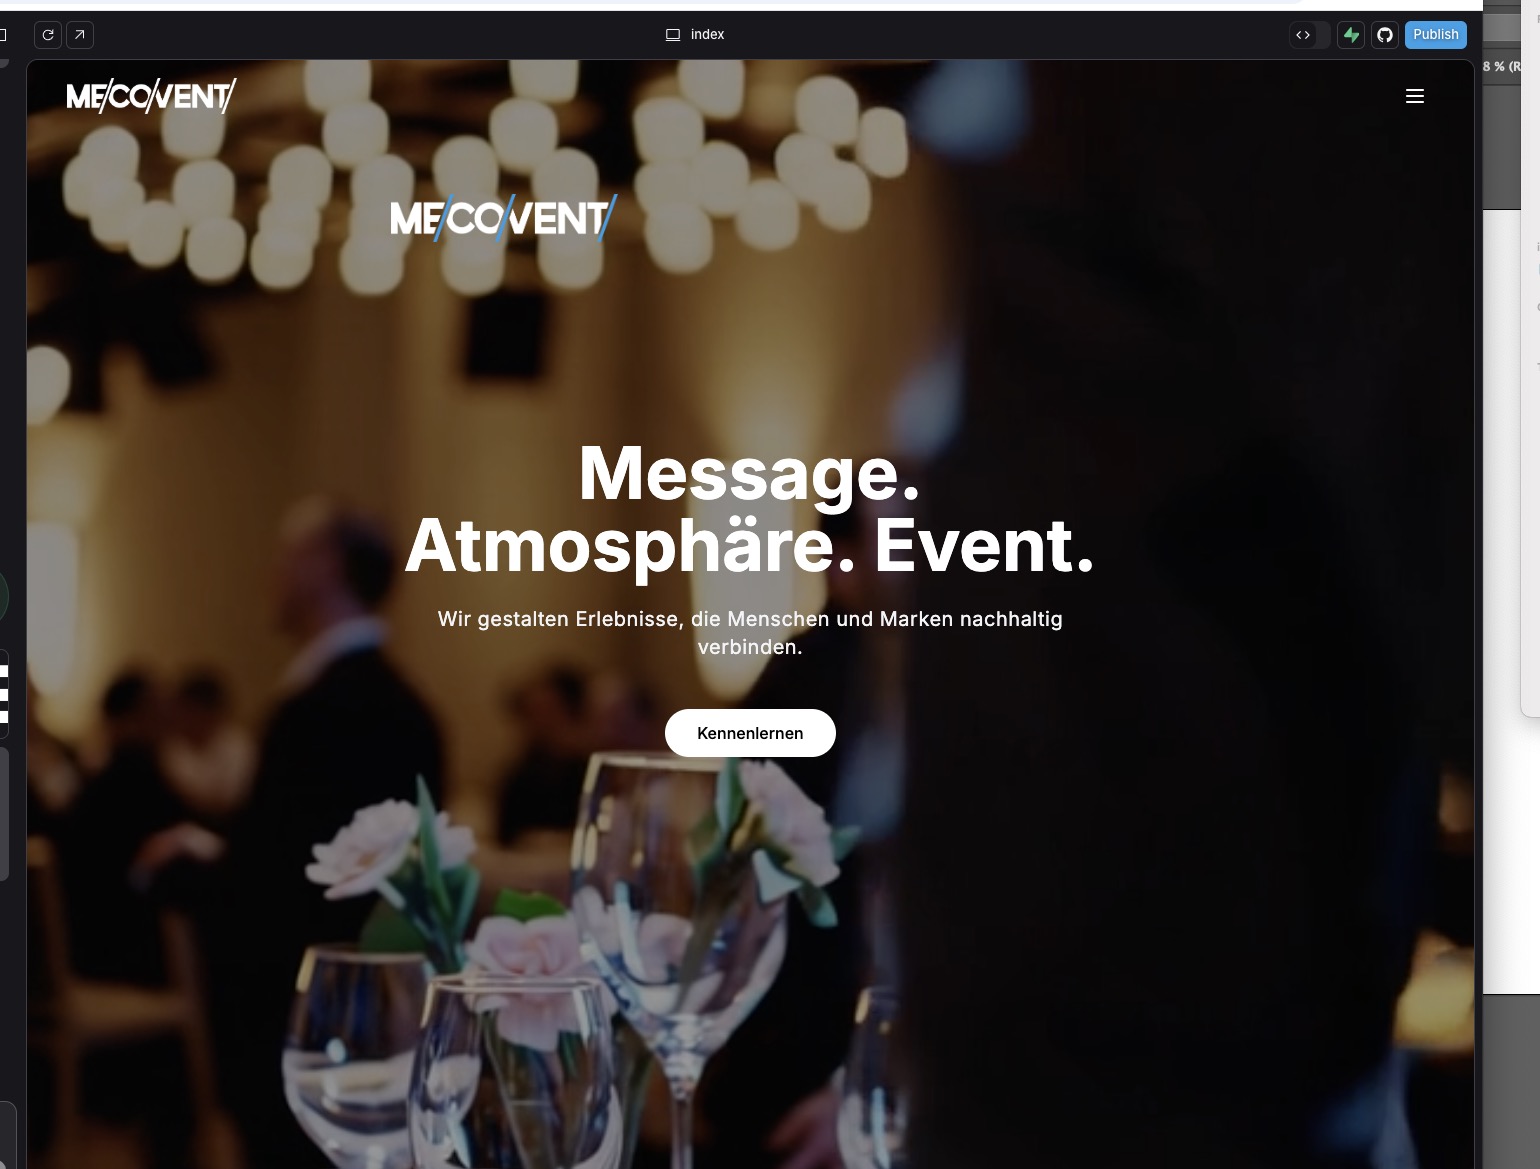 index
Publish
8 % (R
ME/CO/VENT/
ME/CO/VENT/
Message.
Atmosphäre. Event.
Wir gestalten Erlebnisse, die Menschen und Marken nachhaltig
verbinden.
Kennenlernen